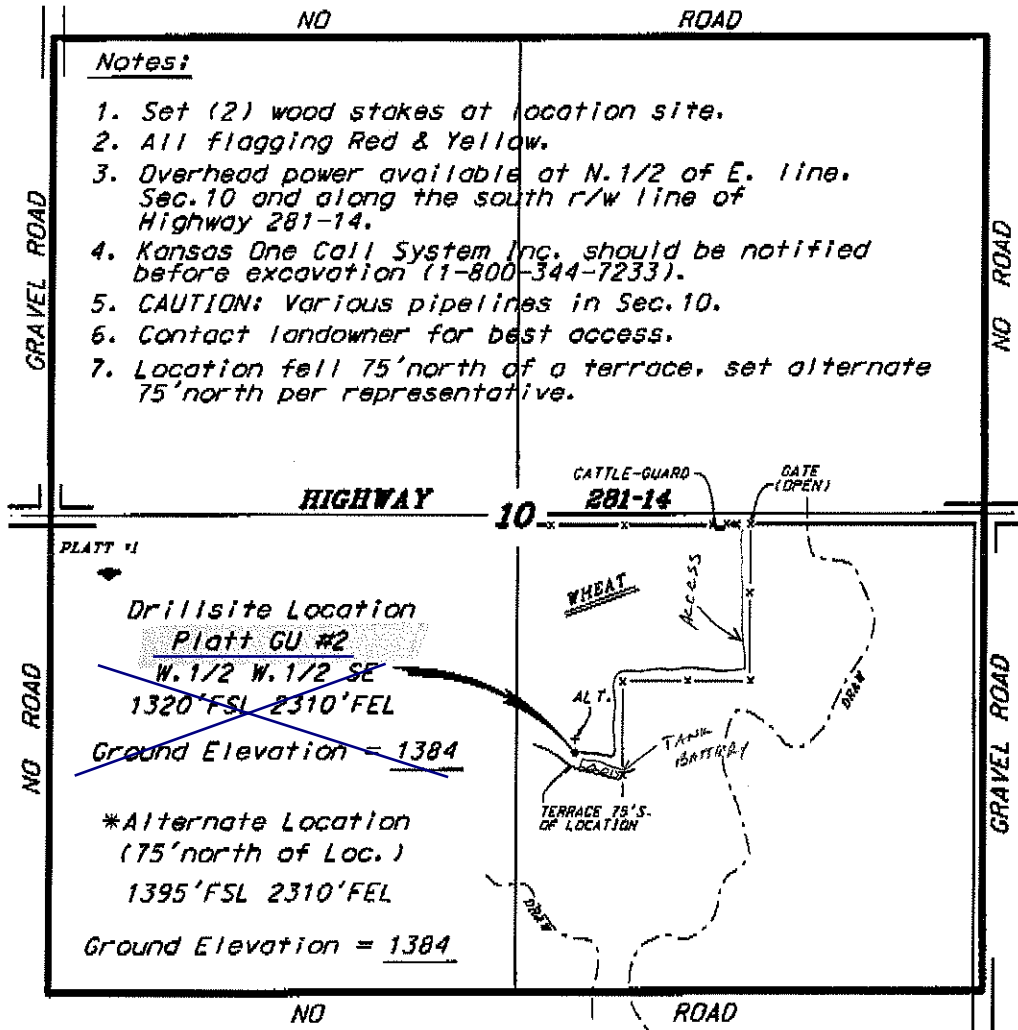 NO ROAD
Notes:
1. Set (2) wood stakes at location site.
2. All flagging Red & Yellow.
3. Overhead power available at N.1/2 of E. line.
Sec.10 and along the south r/w line of
Highway 281-14.
4. Kansas One Call System Inc. should be notified
before excavation (1-800-344-7233).
5. CAUTION: Various pipelines in Sec.10.
6. Contact landowner for best access.
7. Location fell 75'north of a terrace, set alternate
75'north per representative.
GRAVEL ROAD
NO ROAD
CATTLE-GUARD
GATE
(OPEN)
HIGHWAY 10 281-14
PLATT #1
WHEAT
ACCESS
Drillsite Location
Platt GU #2
W.1/2 W.1/2 SE
1320'FSL 2310'FEL
Ground Elevation = 1384
ALT.
TANK
BATTERY
DRAW
TERRACE 75'S.
OF LOCATION
NO ROAD
GRAVEL ROAD
*Alternate Location
(75'north of Loc.)
1395'FSL 2310'FEL
Ground Elevation = 1384
DRAW
NO ROAD